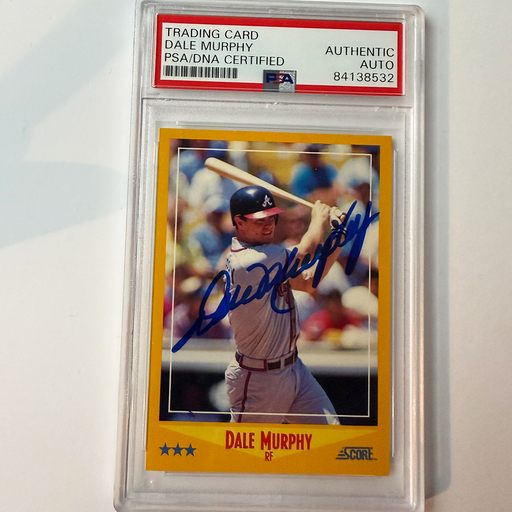 TRADING CARD
DALE MURPHY
PSA/DNA CERTIFIED
AUTHENTIC
AUTO
84138532
PSA
A
Dale Murphy
DALE MURPHY
RF
SCORE